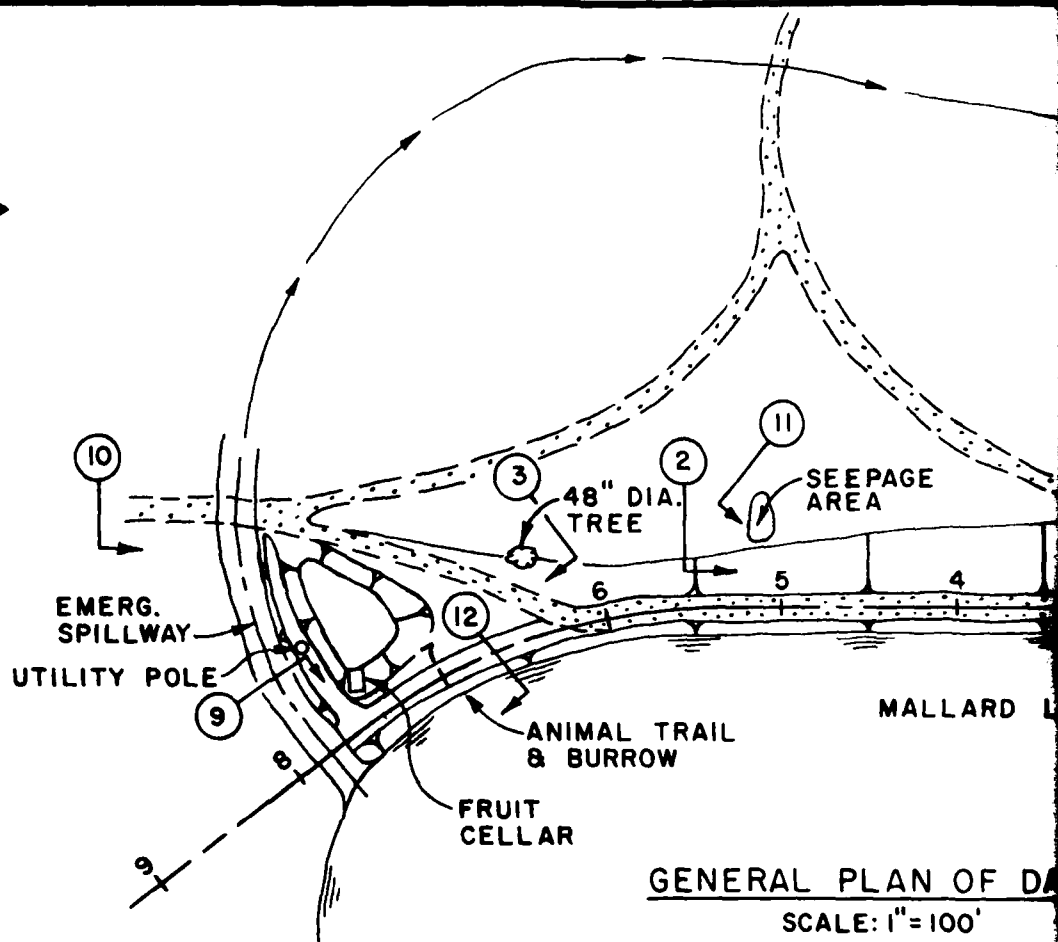 10
3
48" DIA.
TREE
2
11
SEEPAGE
AREA
6
5
4
EMERG.
SPILLWAY
UTILITY POLE
9
12
7
8
9
ANIMAL TRAIL
& BURROW
FRUIT
CELLAR
MALLARD
GENERAL PLAN OF
SCALE: 1"=100'